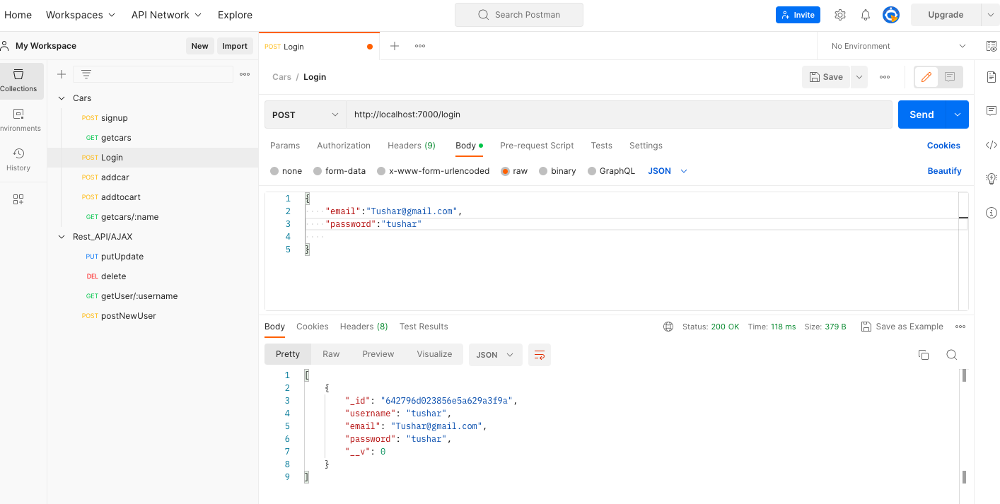 Home Workspaces API Network Explore Search Postman Invite Upgrade
My Workspace New Import
POST Login
No Environment
Collections
Environments
History
Cars
POST signup
GET getcars
POST Login
POST addcar
POST addtocart
GET getcars/:name
Rest_API/AJAX
PUT putUpdate
DEL delete
GET getUser/:username
POST postNewUser
Cars / Login Save
POST http://localhost:7000/login Send
Params Authorization Headers (9) Body Pre-request Script Tests Settings Cookies
none form-data x-www-form-urlencoded raw binary GraphQL JSON Beautify
1 {
2 "email":"Tushar@gmail.com",
3 "password":"tushar"
4
5 }
Body Cookies Headers (8) Test Results Status: 200 OK Time: 118 ms Size: 379 B Save as Example
Pretty Raw Preview Visualize JSON
1 [
2 {
3 "_id": "642796d023856e5a629a3f9a",
4 "username": "tushar",
5 "email": "Tushar@gmail.com",
6 "password": "tushar",
7 "__v": 0
8 }
9 ]